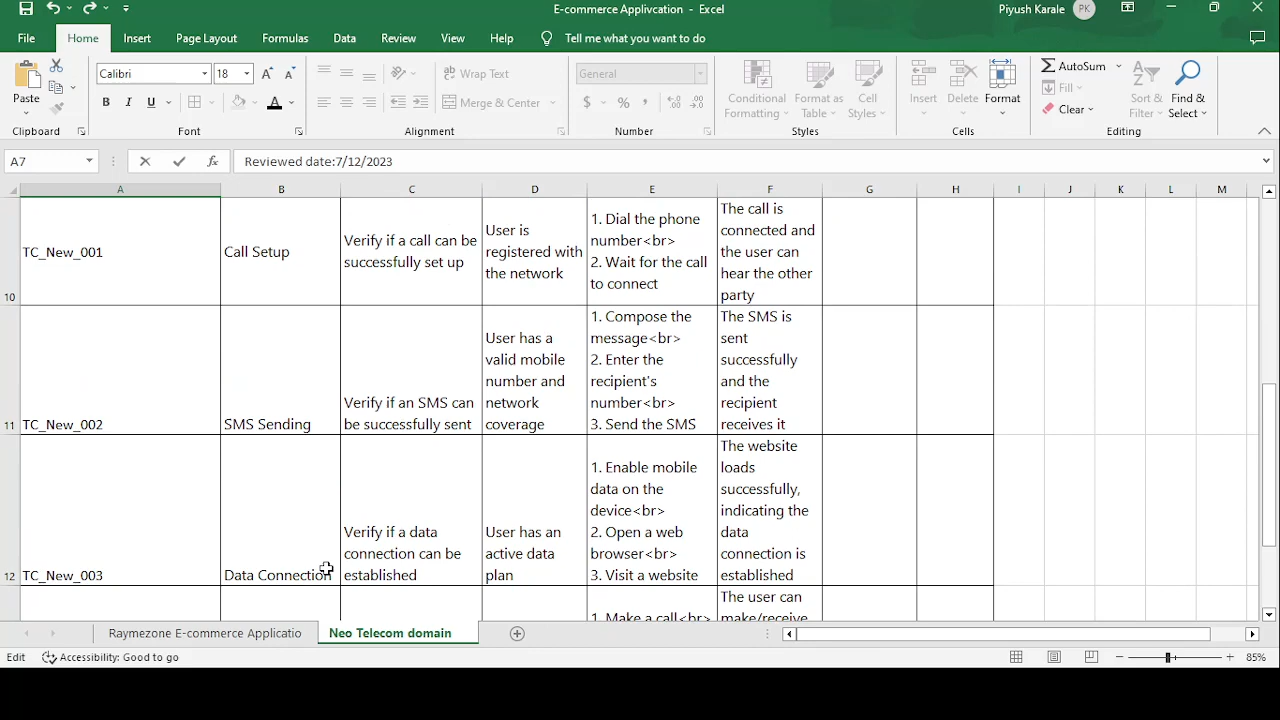 E-commerce Applivcation - Excel
Piyush Karale PK
File Home Insert Page Layout Formulas Data Review View Help Tell me what you want to do
Paste
Clipboard
Calibri 18 A A
B I U A
Font
ab
Wrap Text
Merge & Center
Alignment
General
$ % ,
Number
Conditional
Formatting
Format as
Table
Cell
Styles
Styles
Insert
Delete
Format
Cells
AutoSum
Fill
Clear
Sort &
Filter
Find &
Select
Editing
A7 fx Reviewed date:7/12/2023
A B C D E F G H I J K L M
10
TC_New_001
Call Setup
Verify if a call can be
successfully set up
User is
registered with
the network
1. Dial the phone
number<br>
2. Wait for the call
to connect
The call is
connected and
the user can
hear the other
party
11
TC_New_002
SMS Sending
Verify if an SMS can
be successfully sent
User has a
valid mobile
number and
network
coverage
1. Compose the
message<br>
2. Enter the
recipient's
number<br>
3. Send the SMS
The SMS is
sent
successfully
and the
recipient
receives it
12
TC_New_003
Data Connection
Verify if a data
connection can be
established
User has an
active data
plan
1. Enable mobile
data on the
device<br>
2. Open a web
browser<br>
3. Visit a website
The website
loads
successfully,
indicating the
data
connection is
established
1. Make a call<br>
The user can
make/receive
Raymezone E-commerce Applicatio
Neo Telecom domain
Edit
Accessibility: Good to go
85%